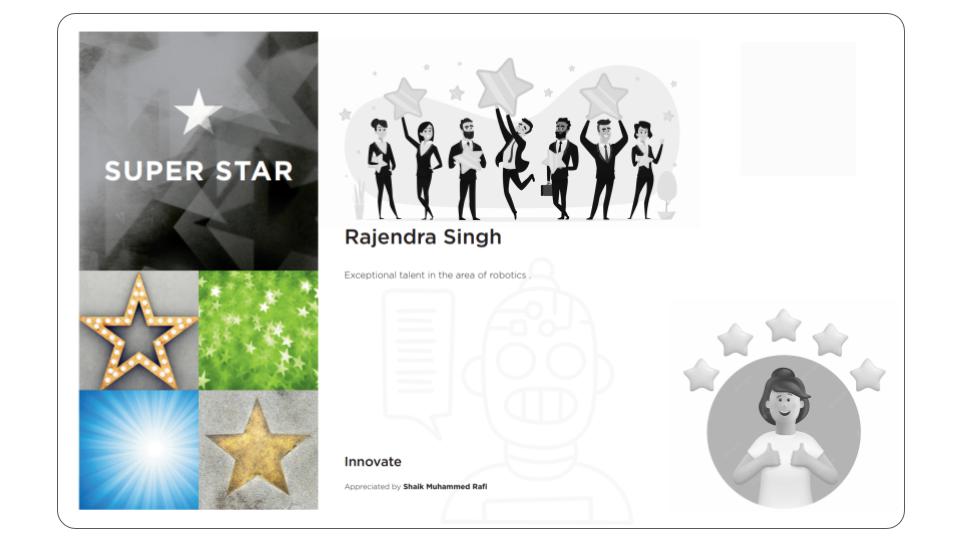 SUPER STAR
Rajendra Singh
Exceptional talent in the area of robotics .
Innovate
Appreciated by Shaik Muhammed Rafi